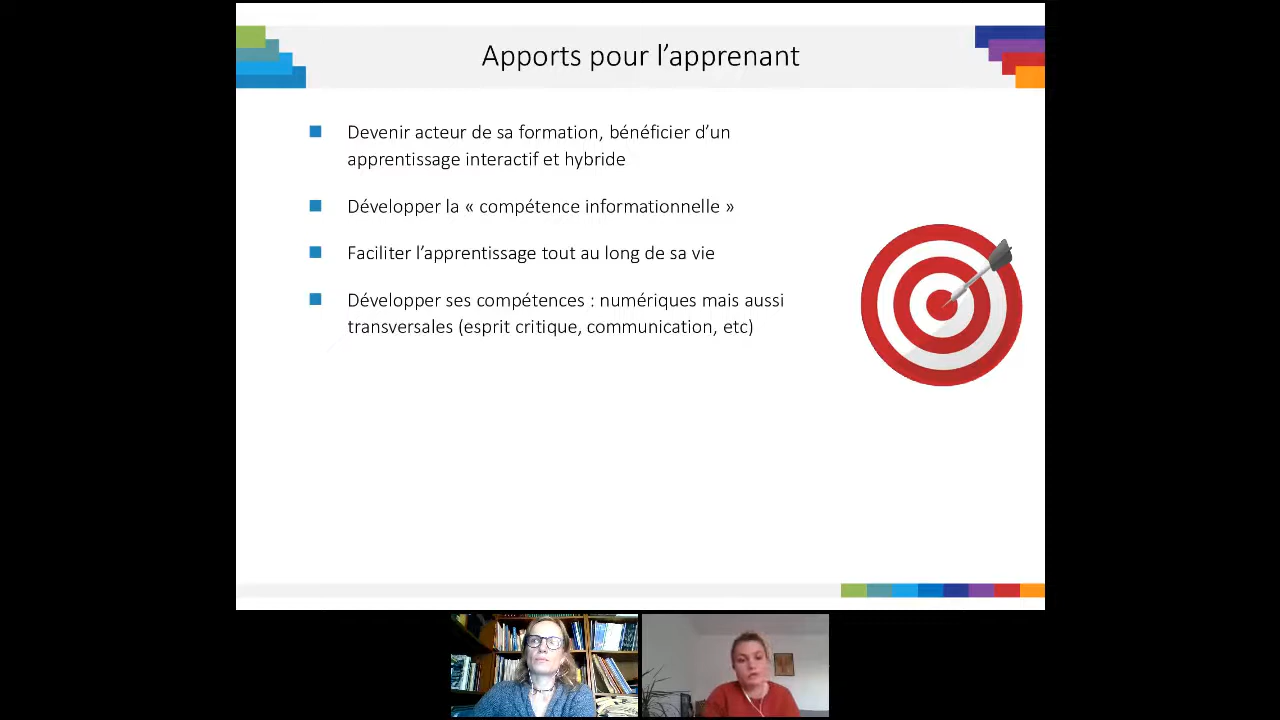 Apports pour l’apprenant
Devenir acteur de sa formation, bénéficier d’un
apprentissage interactif et hybride
Développer la « compétence informationnelle »
Faciliter l’apprentissage tout au long de sa vie
Développer ses compétences : numériques mais aussi
transversales (esprit critique, communication, etc)